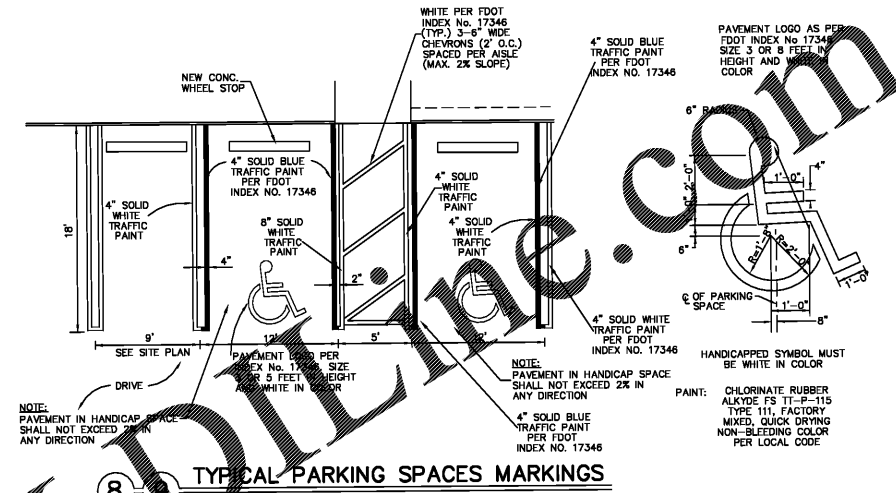 WHITE PER FDOT
INDEX No. 17346
(TYP.) 3-6" WIDE
CHEVRONS (2' O.C.)
SPACED PER AISLE
(MAX. 2% SLOPE)
4" SOLID BLUE
TRAFFIC PAINT
PER FDOT
INDEX NO. 17346
PAVEMENT LOGO AS PER
FDOT INDEX No 17346
SIZE 3 OR 8 FEET IN
HEIGHT AND WHITE IN
COLOR
NEW CONC.
WHEEL STOP
6" RADIUS
4" SOLID BLUE
TRAFFIC PAINT
PER FDOT
INDEX NO. 17346
4" SOLID
WHITE
TRAFFIC
PAINT
8" SOLID
WHITE
TRAFFIC
PAINT
4" SOLID
WHITE
TRAFFIC
PAINT
4" SOLID
WHITE
TRAFFIC
PAINT
18'
4"
2"
4"
1'-0"
2'-0"
6"
R=1'-8"
R=2'-0"
1'-0"
1'-0"
8"
℄ OF PARKING
SPACE
9'
12'
5'
12'
SEE SITE PLAN
DRIVE
PAVEMENT LOGO PER
INDEX No. 17346, SIZE
3 OR 5 FEET IN HEIGHT
AND WHITE IN COLOR
4" SOLID WHITE
TRAFFIC PAINT
PER FDOT
INDEX NO. 17346
HANDICAPPED SYMBOL MUST
BE WHITE IN COLOR
NOTE:
PAVEMENT IN HANDICAP SPACE
SHALL NOT EXCEED 2% IN
ANY DIRECTION
NOTE:
PAVEMENT IN HANDICAP SPACE
SHALL NOT EXCEED 2% IN
ANY DIRECTION
4" SOLID BLUE
TRAFFIC PAINT
PER FDOT
INDEX NO. 17346
PAINT: CHLORINATE RUBBER
ALKYDE FS TT-P-115
TYPE 111, FACTORY
MIXED, QUICK DRYING
NON-BLEEDING COLOR
PER LOCAL CODE
TYPICAL PARKING SPACES MARKINGS
DLine.com